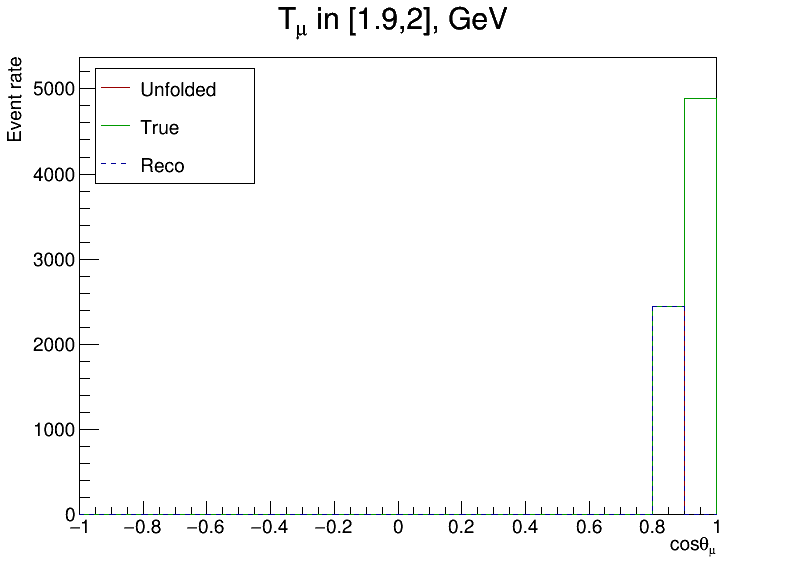 T_μ in [1.9,2], GeV
Event rate
Unfolded
True
Reco
5000
4000
3000
2000
1000
0
−1 −0.8 −0.6 −0.4 −0.2 0 0.2 0.4 0.6 0.8 1
cosθ_μ